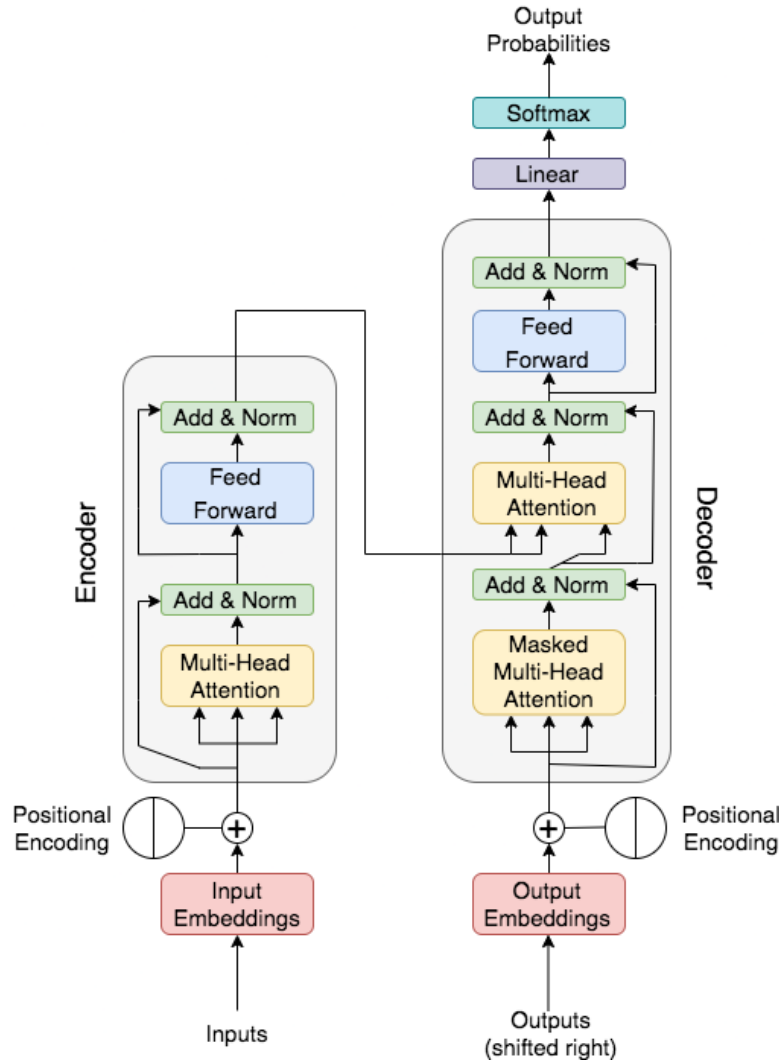 Output
Probabilities
Softmax
Linear
Add & Norm
Feed
Forward
Add & Norm
Multi-Head
Attention
Add & Norm
Masked
Multi-Head
Attention
Decoder
Positional
Encoding
Output
Embeddings
Outputs
(shifted right)
Add & Norm
Feed
Forward
Add & Norm
Multi-Head
Attention
Encoder
Positional
Encoding
Input
Embeddings
Inputs